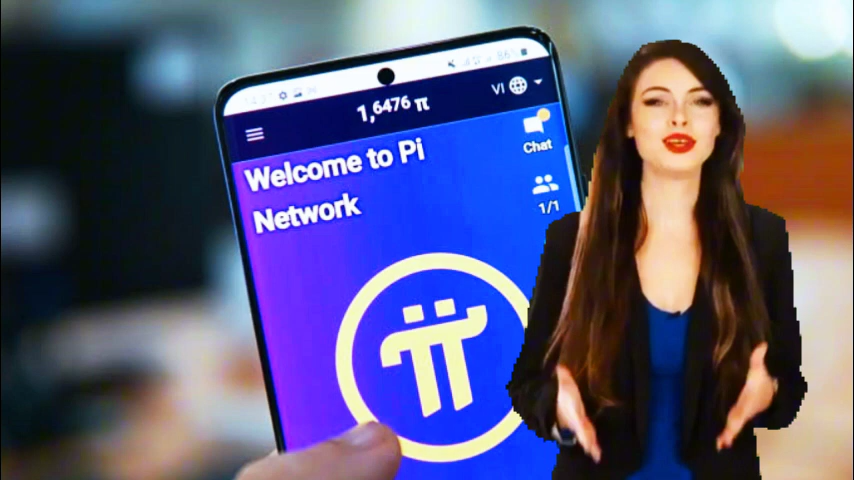 1,6476 π
VI
Chat
Welcome to Pi
Network
1/1